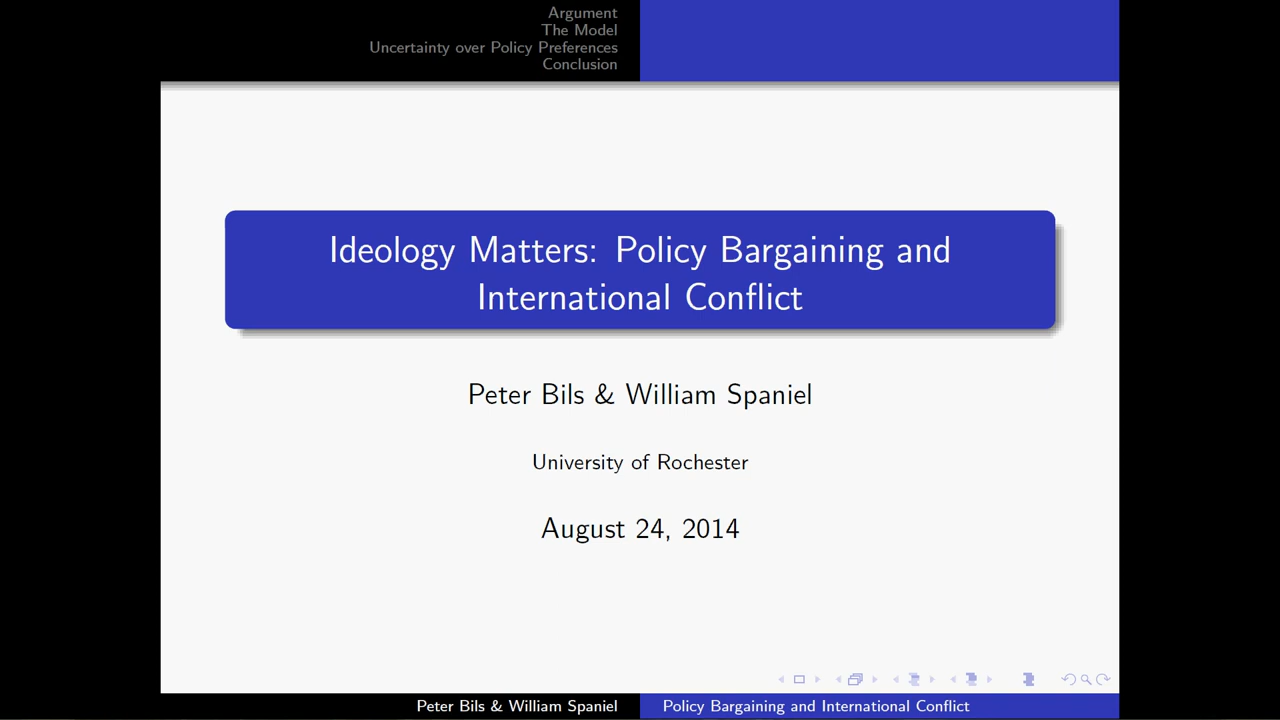 Argument
The Model
Uncertainty over Policy Preferences
Conclusion
Ideology Matters: Policy Bargaining and
International Conflict
Peter Bils & William Spaniel
University of Rochester
August 24, 2014
Peter Bils & William Spaniel
Policy Bargaining and International Conflict